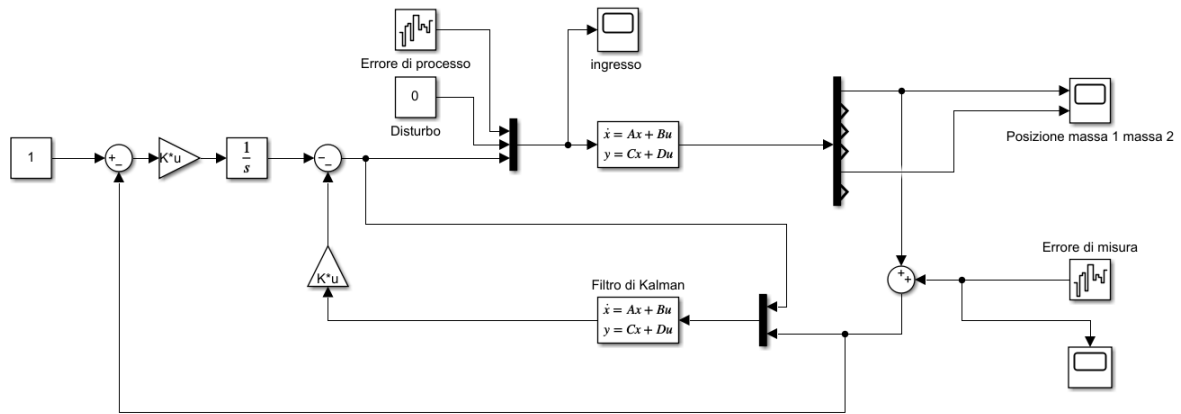 Errore di processo
ingresso
0
Disturbo
ẋ = Ax + Bu
y = Cx + Du
Posizione massa 1 massa 2
1
+
−
K*u
1
s
−
−
Errore di misura
+
+
K*u
Filtro di Kalman
ẋ = Ax + Bu
y = Cx + Du